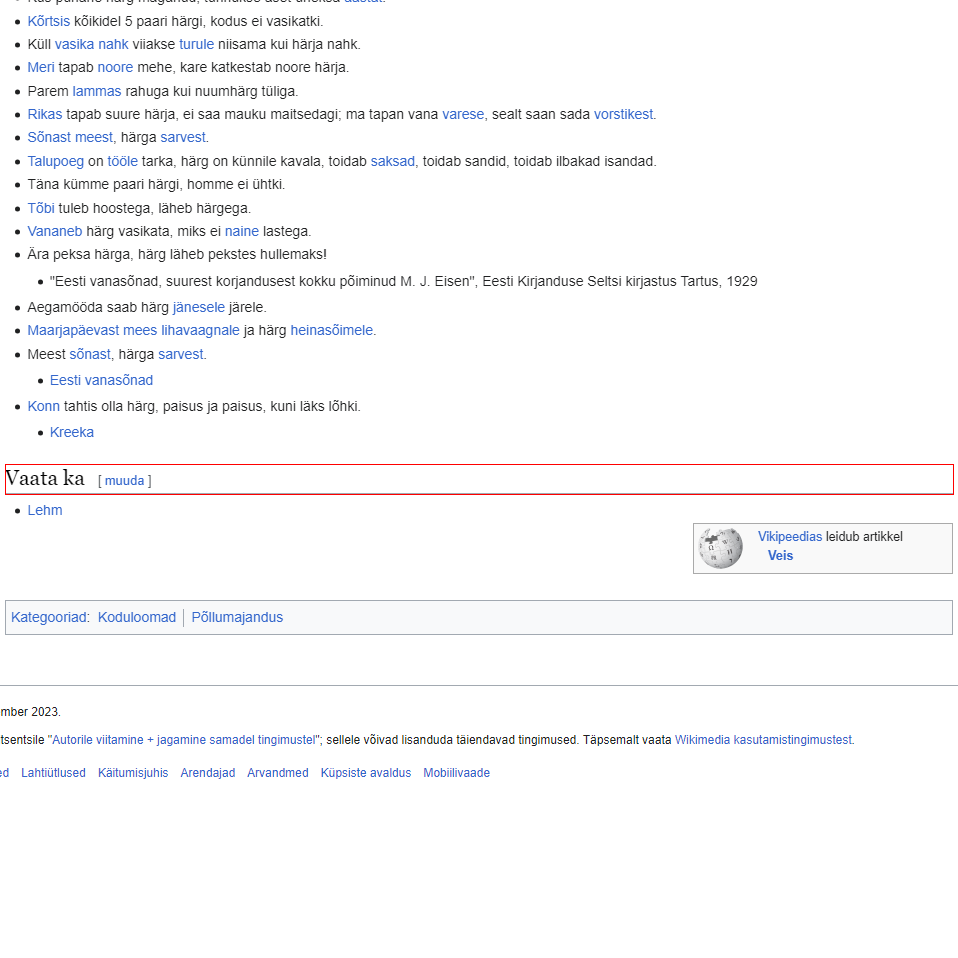 Kõrtsis kõikidel 5 paari härgi, kodus ei vasikatki.
Küll vasika nahk viiakse turule niisama kui härja nahk.
Meri tapab noore mehe, kare katkestab noore härja.
Parem lammas rahuga kui nuumhärg tüliga.
Rikas tapab suure härja, ei saa mauku maitsedagi; ma tapan vana varese, sealt saan sada vorstikest.
Sõnast meest, härga sarvest.
Talupoeg on tööle tarka, härg on künnile kavala, toidab saksad, toidab sandid, toidab ilbakad isandad.
Täna kümme paari härgi, homme ei ühtki.
Tõbi tuleb hoostega, läheb härgega.
Vananeb härg vasikata, miks ei naine lastega.
Ära peksa härga, härg läheb pekstes hullemaks!
"Eesti vanasõnad, suurest korjandusest kokku põiminud M. J. Eisen", Eesti Kirjanduse Seltsi kirjastus Tartus, 1929
Aegamööda saab härg jänesele järele.
Maarjapäevast mees lihavaagnale ja härg heinasõimele.
Meest sõnast, härga sarvest.
Eesti vanasõnad
Konn tahtis olla härg, paisus ja paisus, kuni läks lõhki.
Kreeka
Vaata ka [ muuda ]
Lehm
Vikipeedias leidub artikkel
Veis
Kategooriad: Koduloomad Põllumajandus
mber 2023.
tsentsile "Autorile viitamine + jagamine samadel tingimustel"; sellele võivad lisanduda täiendavad tingimused. Täpsemalt vaata Wikimedia kasutamistingimustest.
ed Lahtiütlused Käitumisjuhis Arendajad Arvandmed Küpsiste avaldus Mobiilivaade